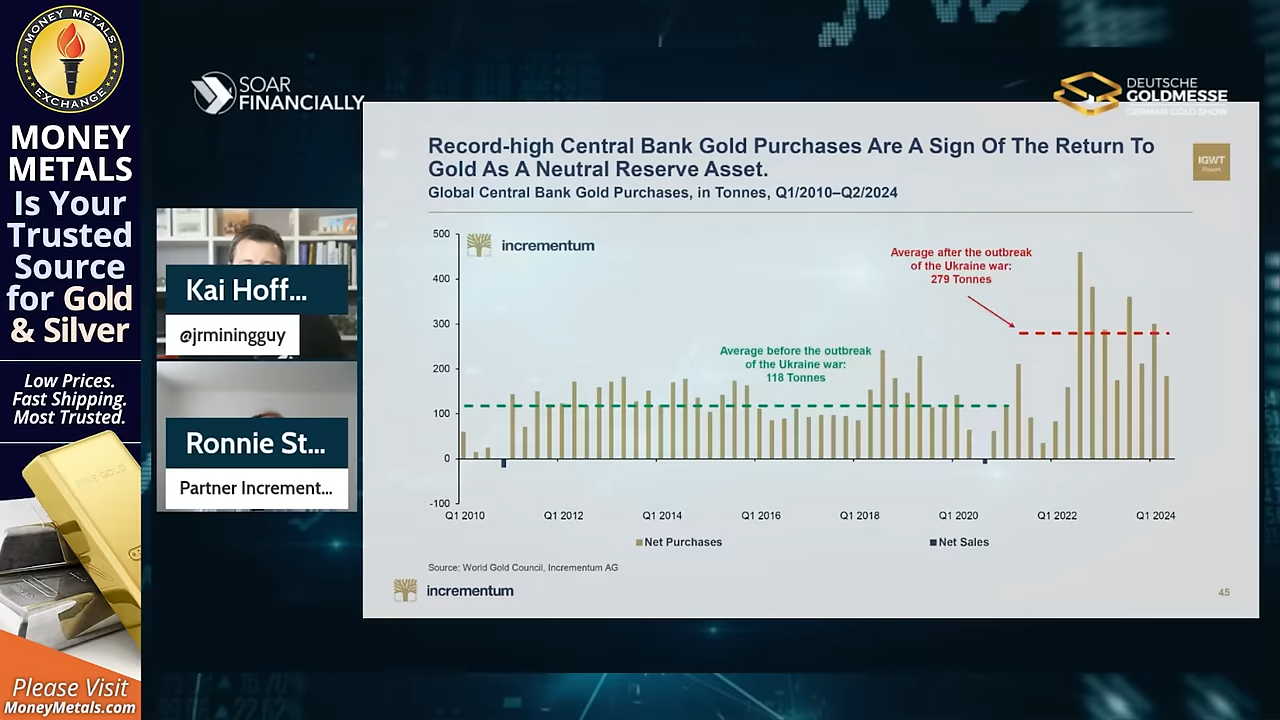 MONEY METALS
EXCHANGE
MONEY
METALS
Is Your
Trusted
Source
for Gold
& Silver
Low Prices.
Fast Shipping.
Most Trusted.
FINE GOLD
Please Visit
MoneyMetals.com
SOAR
FINANCIALLY
DEUTSCHE
GOLDMESSE
GERMAN GOLD SHOW
Kai Hoff...
@jrminingguy
Ronnie St...
Partner Increment...
Record-high Central Bank Gold Purchases Are A Sign Of The Return To
Gold As A Neutral Reserve Asset.
Global Central Bank Gold Purchases, in Tonnes, Q1/2010–Q2/2024
IGWT
incrementum
Average before the outbreak
of the Ukraine war:
118 Tonnes
Average after the outbreak
of the Ukraine war:
279 Tonnes
500
400
300
200
100
0
-100
Q1 2010
Q1 2012
Q1 2014
Q1 2016
Q1 2018
Q1 2020
Q1 2022
Q1 2024
Net Purchases
Net Sales
Source: World Gold Council, Incrementum AG
incrementum
45